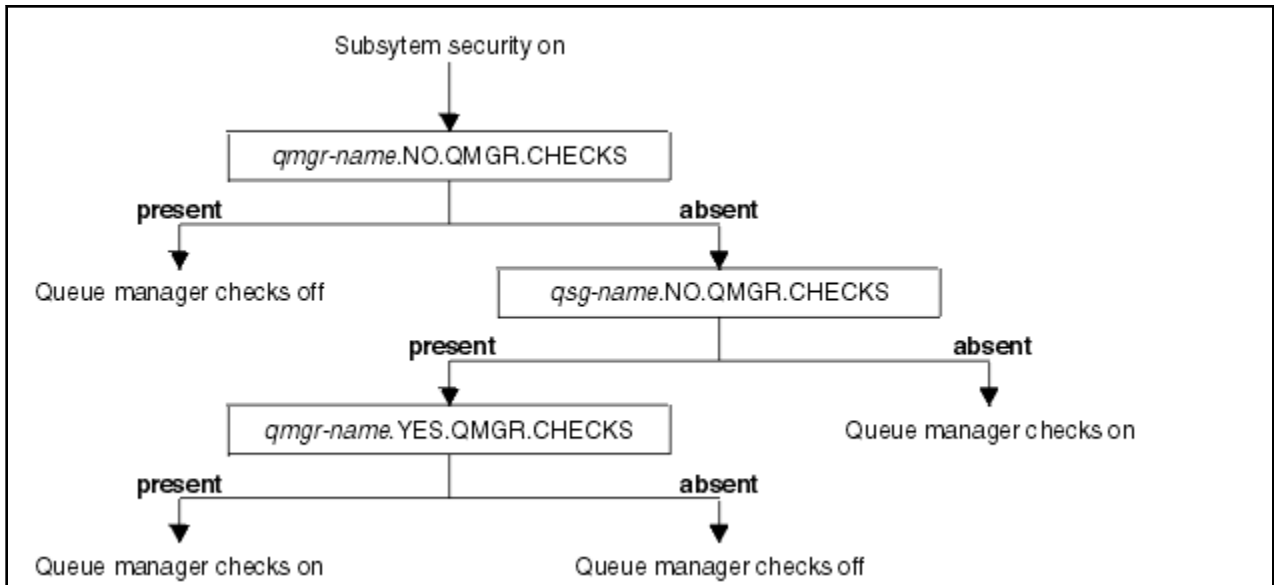 Subsytem security on
qmgr-name.NO.QMGR.CHECKS
present absent
Queue manager checks off
qsg-name.NO.QMGR.CHECKS
present absent
qmgr-name.YES.QMGR.CHECKS
Queue manager checks on
present absent
Queue manager checks on
Queue manager checks off